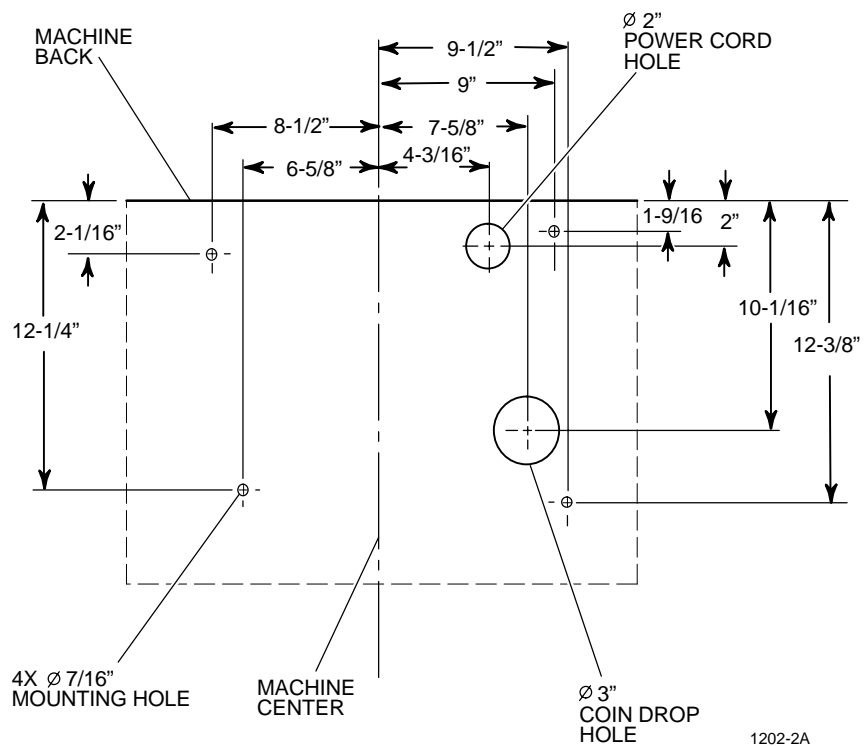 MACHINE
BACK
Ø 2”
POWER CORD
HOLE
9-1/2”
9”
8-1/2”
7-5/8”
6-5/8”
4-3/16”
2-1/16”
1-9/16
2”
12-1/4”
10-1/16”
12-3/8”
4X Ø 7/16”
MOUNTING HOLE
MACHINE
CENTER
Ø 3”
COIN DROP
HOLE
1202-2A